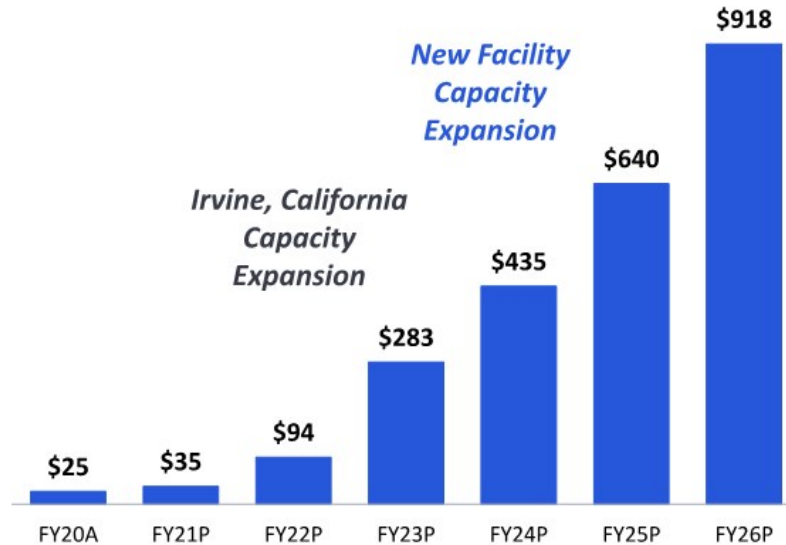 $918
New Facility
Capacity
Expansion
$640
Irvine, California
Capacity
Expansion
$435
$283
$94
$35
$25
FY20A FY21P FY22P FY23P FY24P FY25P FY26P